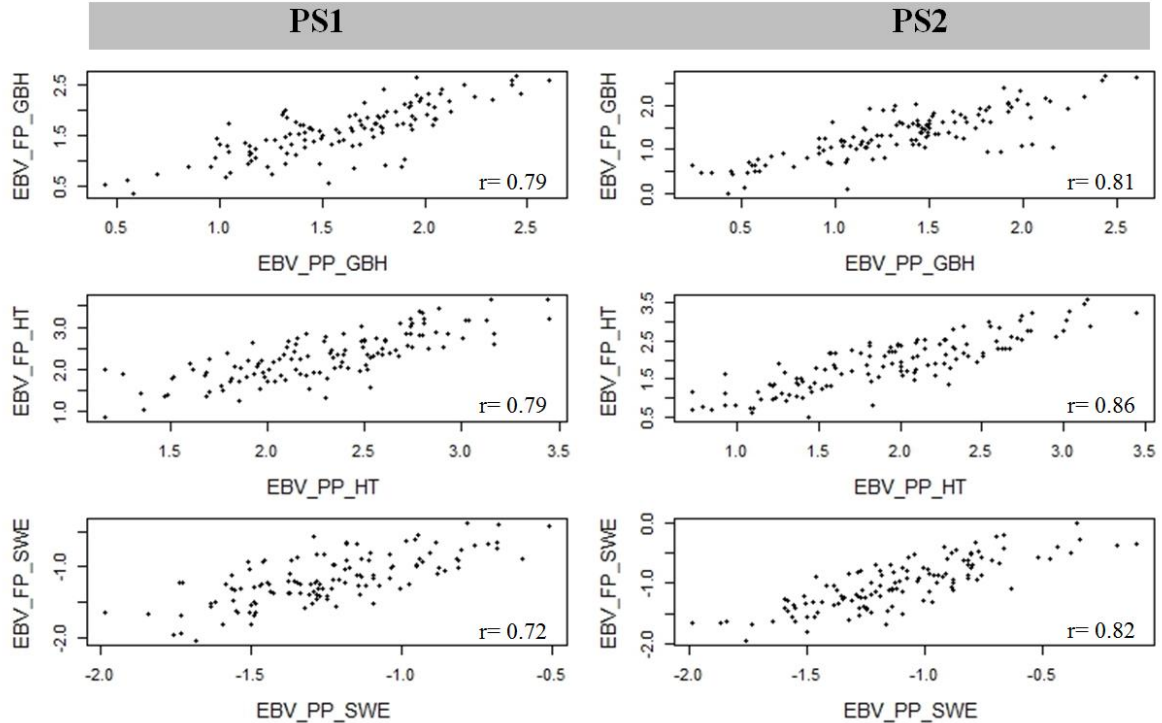 PS1 PS2
EBV_FP_GBH
0.5 1.5 2.5
r= 0.79
0.5 1.0 1.5 2.0 2.5
EBV_PP_GBH
EBV_FP_GBH
0.0 1.0 2.0
r= 0.81
0.5 1.0 1.5 2.0 2.5
EBV_PP_GBH
EBV_FP_HT
1.0 2.0 3.0
r= 0.79
1.5 2.0 2.5 3.0 3.5
EBV_PP_HT
EBV_FP_HT
0.5 1.5 2.5 3.5
r= 0.86
1.0 1.5 2.0 2.5 3.0 3.5
EBV_PP_HT
EBV_FP_SWE
-2.0 -1.0
r= 0.72
-2.0 -1.5 -1.0 -0.5
EBV_PP_SWE
EBV_FP_SWE
-2.0 -1.0 0.0
r= 0.82
-2.0 -1.5 -1.0 -0.5
EBV_PP_SWE